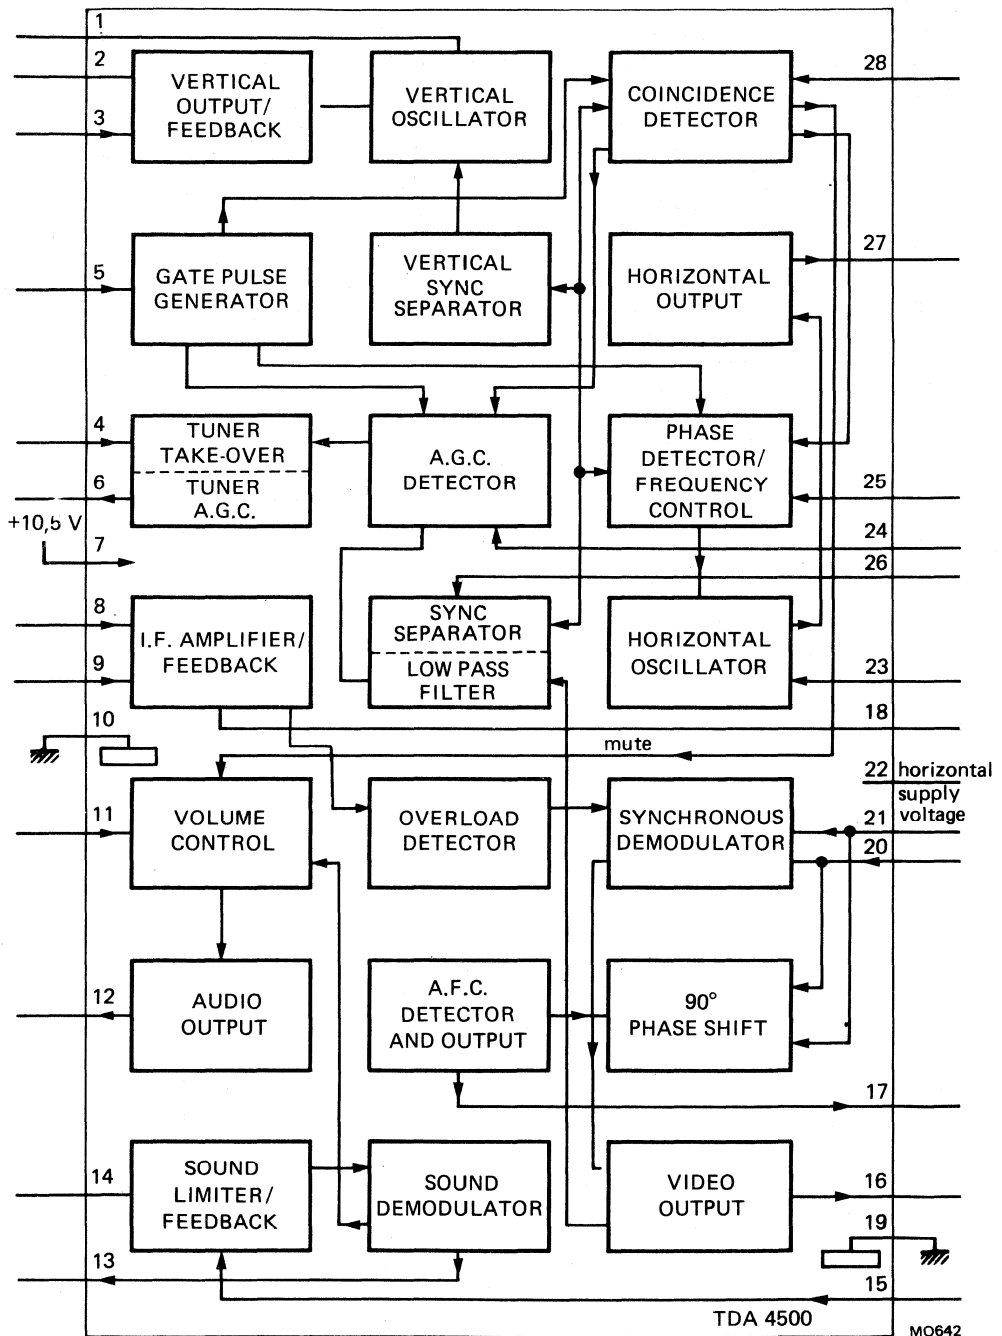 1
2
3
VERTICAL
OUTPUT/
FEEDBACK
VERTICAL
OSCILLATOR
COINCIDENCE
DETECTOR
28
5
GATE PULSE
GENERATOR
VERTICAL
SYNC
SEPARATOR
HORIZONTAL
OUTPUT
27
4
6
+10,5 V
7
TUNER
TAKE-OVER
TUNER
A.G.C.
A.G.C.
DETECTOR
PHASE
DETECTOR/
FREQUENCY
CONTROL
25
24
26
8
9
10
I.F. AMPLIFIER/
FEEDBACK
SYNC
SEPARATOR
LOW PASS
FILTER
HORIZONTAL
OSCILLATOR
23
18
mute
22 horizontal
supply
voltage
21
20
11
VOLUME
CONTROL
OVERLOAD
DETECTOR
SYNCHRONOUS
DEMODULATOR
12
AUDIO
OUTPUT
A.F.C.
DETECTOR
AND OUTPUT
90°
PHASE SHIFT
17
14
SOUND
LIMITER/
FEEDBACK
SOUND
DEMODULATOR
VIDEO
OUTPUT
16
19
13
15
TDA 4500
MO642